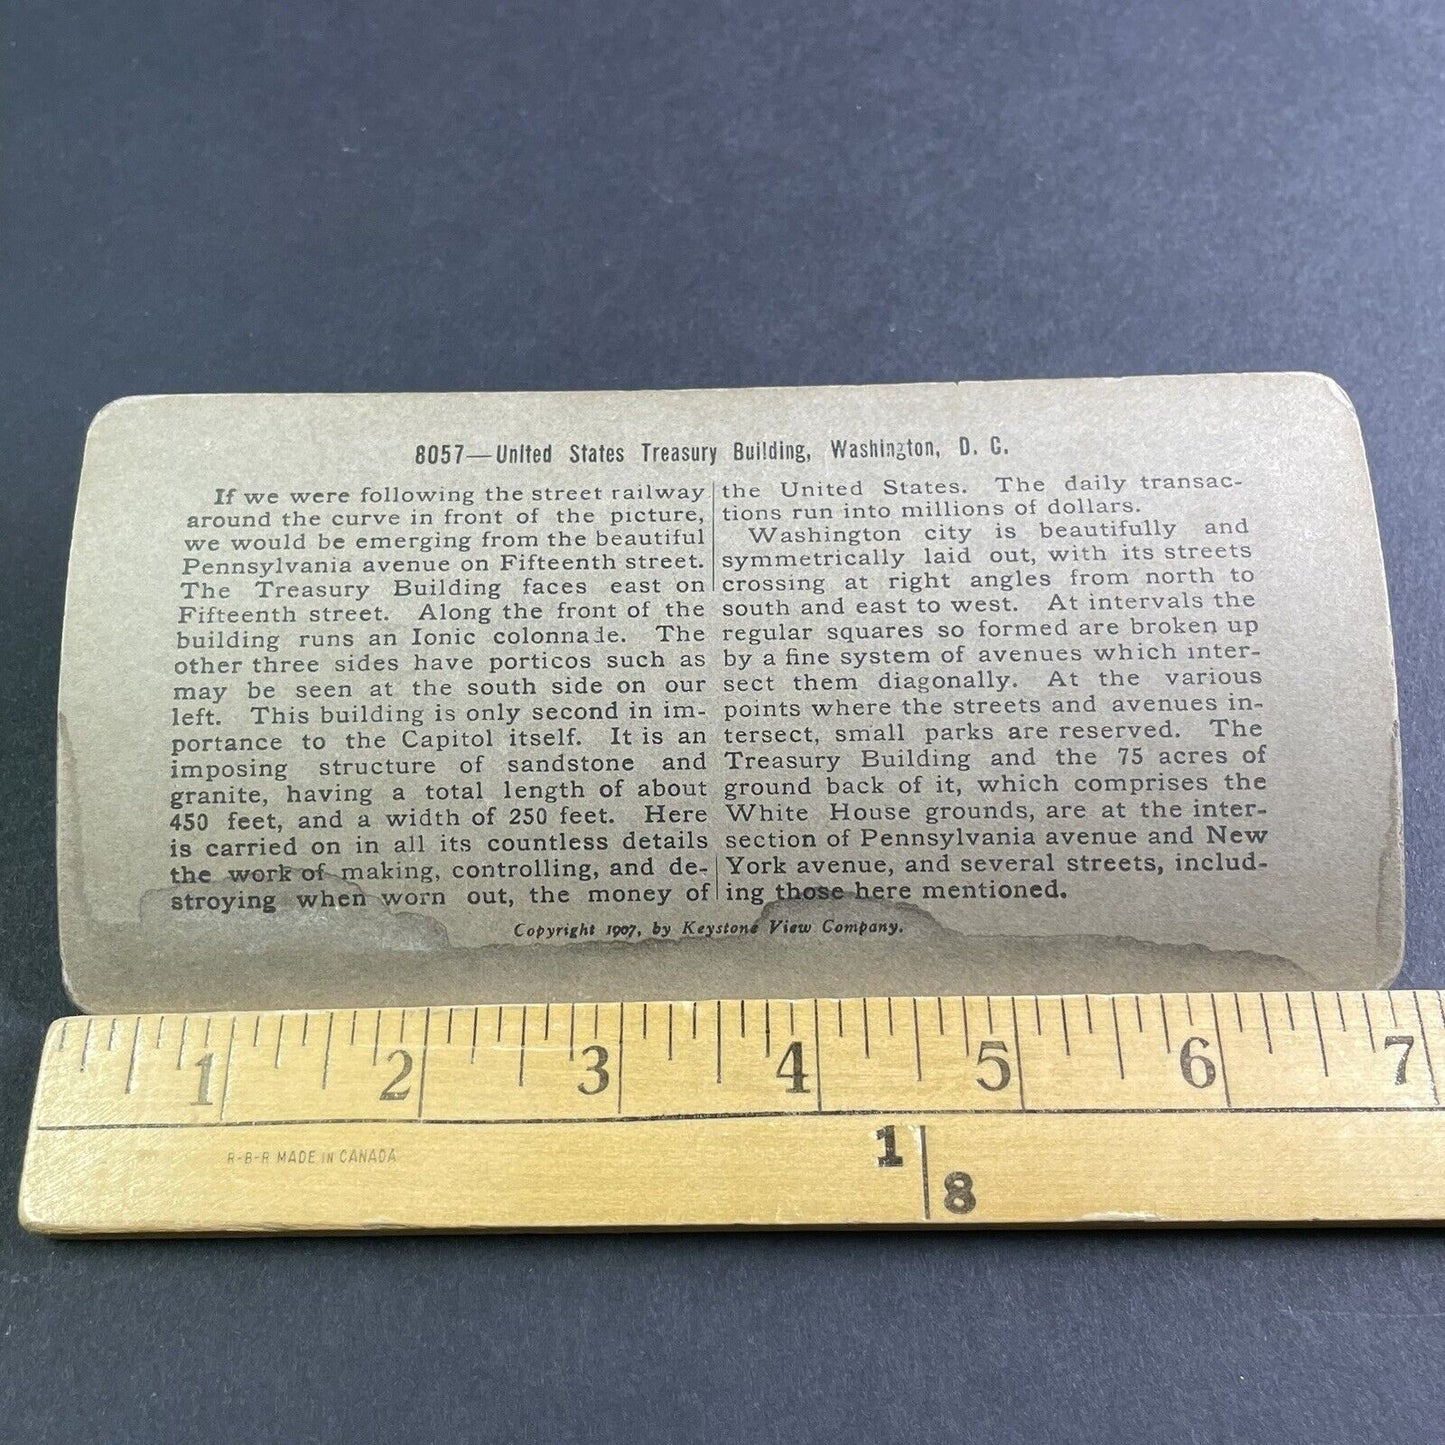 8057—United States Treasury Building, Washington, D. C.
If we were following the street railway
around the curve in front of the picture,
we would be emerging from the beautiful
Pennsylvania avenue on Fifteenth street.
The Treasury Building faces east on
Fifteenth street. Along the front of the
building runs an Ionic colonnade. The
other three sides have porticos such as
may be seen at the south side on our
left. This building is only second in im-
portance to the Capitol itself. It is an
imposing structure of sandstone and
granite, having a total length of about
450 feet, and a width of 250 feet. Here
is carried on in all its countless details
the work of making, controlling, and de-
stroying when worn out, the money of
the United States. The daily transac-
tions run into millions of dollars.
Washington city is beautifully and
symmetrically laid out, with its streets
crossing at right angles from north to
south and east to west. At intervals the
regular squares so formed are broken up
by a fine system of avenues which inter-
sect them diagonally. At the various
points where the streets and avenues in-
tersect, small parks are reserved. The
Treasury Building and the 75 acres of
ground back of it, which comprises the
White House grounds, are at the inter-
section of Pennsylvania avenue and New
York avenue, and several streets, includ-
ing those here mentioned.
Copyright 1907, by Keystone View Company.
1 2 3 4 5 6 7
R-B-R MADE IN CANADA
1
8